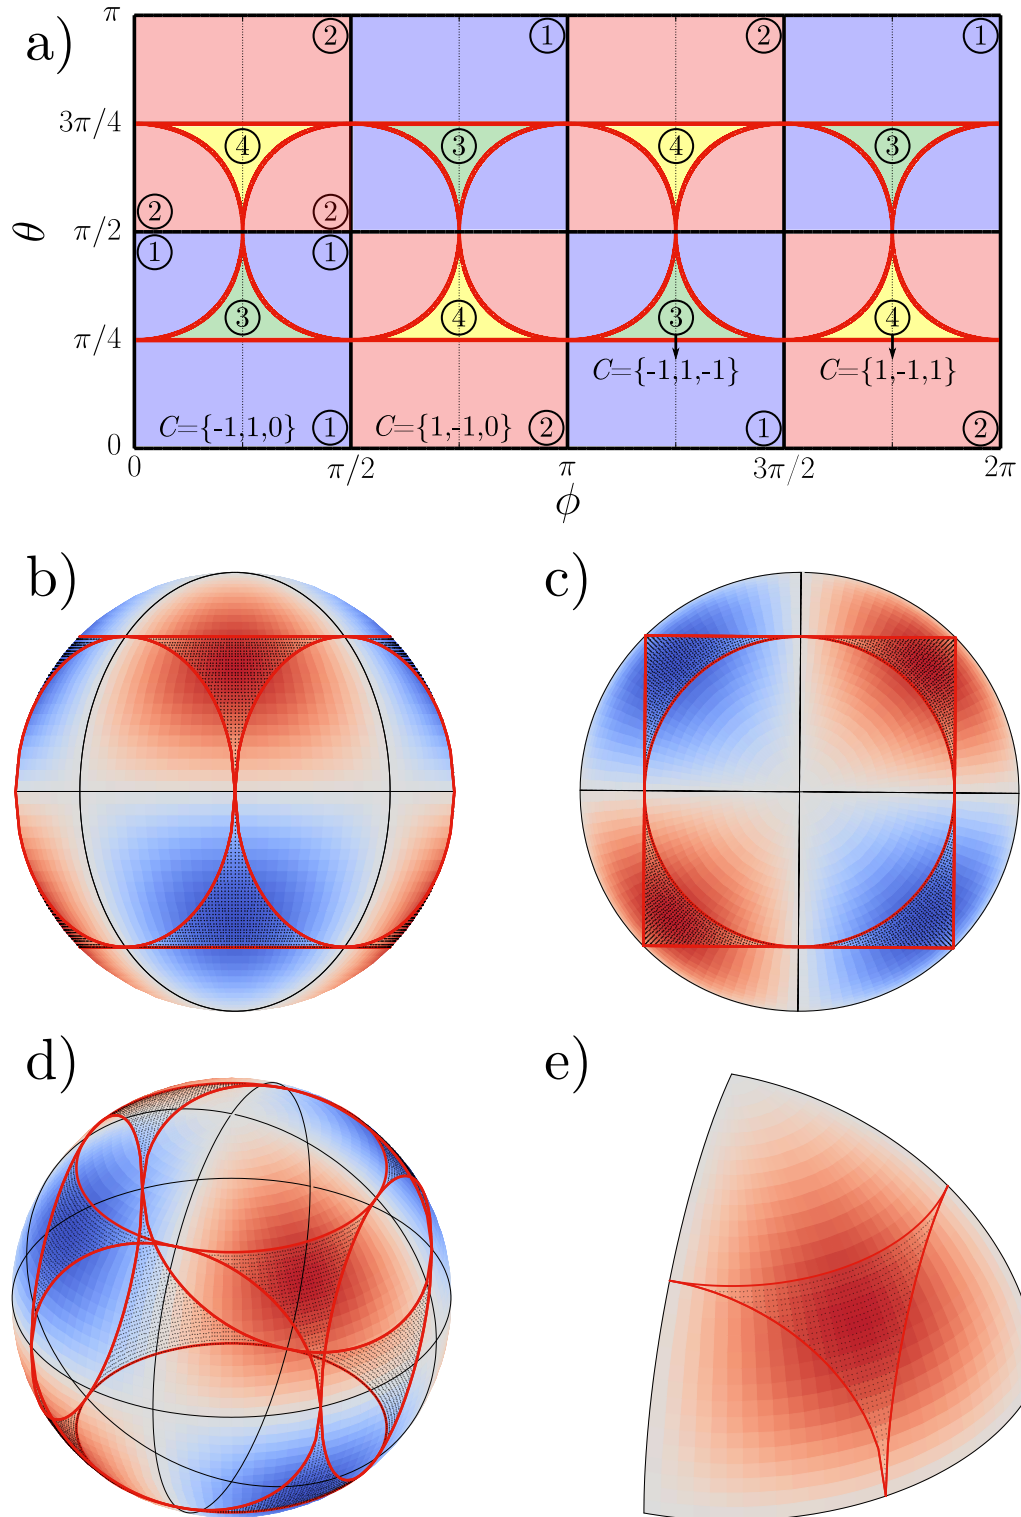 a)
π
② ① ② ①
3π/4
④ ③ ④ ③
② ②
θ
π/2
① ①
③ ④ ③ ④
π/4
C={-1,1,-1} C={1,-1,1}
C={-1,1,0} ① C={1,-1,0} ② ① ②
0
0 π/2 π 3π/2 2π
ϕ
b) c)
d) e)